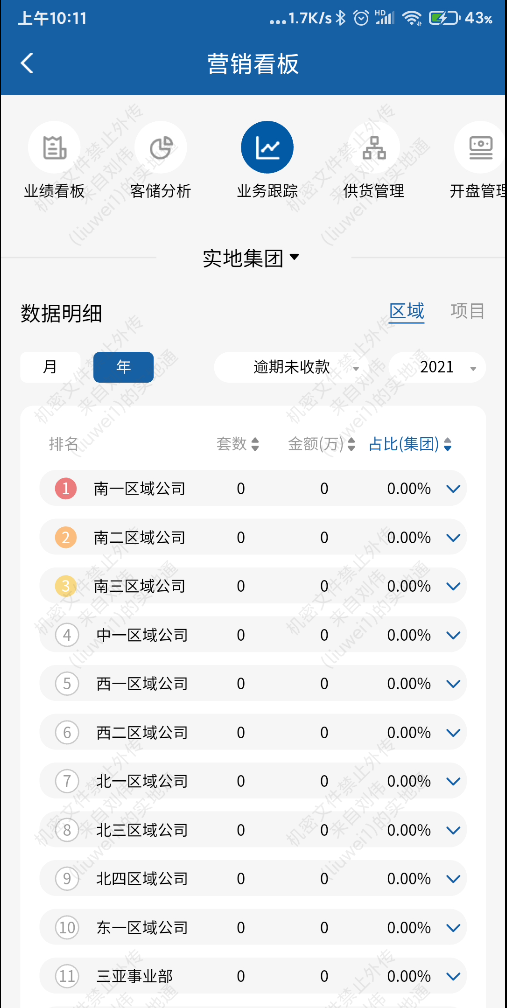 上午10:11 ...1.7K/s HD 43%
营销看板
业绩看板 客储分析 业务跟踪 供货管理 开盘管理
实地集团
数据明细 区域 项目
月 年 逾期未收款 2021
排名 套数 金额(万) 占比(集团)
1 南一区域公司 0 0 0.00%
2 南二区域公司 0 0 0.00%
3 南三区域公司 0 0 0.00%
4 中一区域公司 0 0 0.00%
5 西一区域公司 0 0 0.00%
6 西二区域公司 0 0 0.00%
7 北一区域公司 0 0 0.00%
8 北三区域公司 0 0 0.00%
9 北四区域公司 0 0 0.00%
10 东一区域公司 0 0 0.00%
11 三亚事业部 0 0 0.00%
机密文件禁止外传
来自刘伟
(liuwei1)的实地通